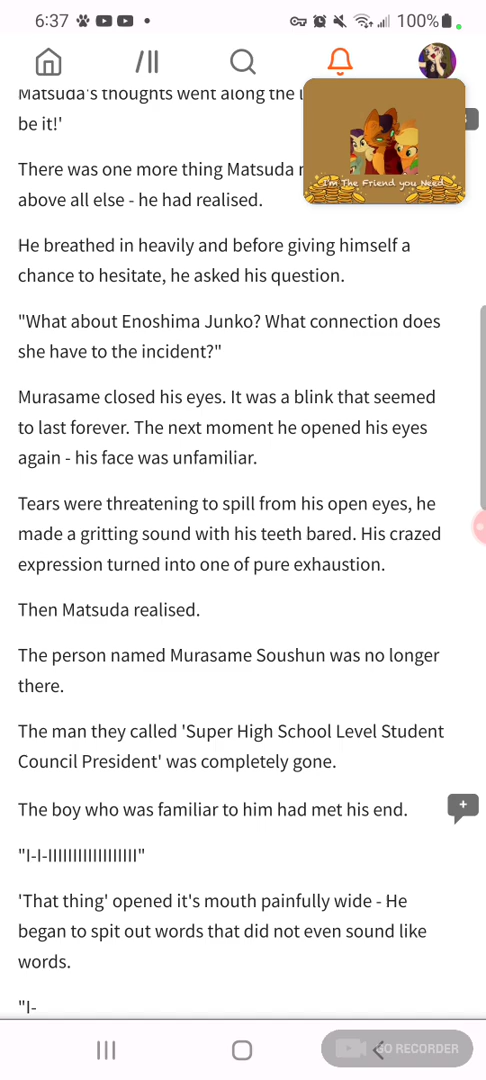 6:37
100%
Matsuda's thoughts went along the
be it!'
I'm The Friend you Need
There was one more thing Matsuda
above all else - he had realised.
He breathed in heavily and before giving himself a
chance to hesitate, he asked his question.
"What about Enoshima Junko? What connection does
she have to the incident?"
Murasame closed his eyes. It was a blink that seemed
to last forever. The next moment he opened his eyes
again - his face was unfamiliar.
Tears were threatening to spill from his open eyes, he
made a gritting sound with his teeth bared. His crazed
expression turned into one of pure exhaustion.
Then Matsuda realised.
The person named Murasame Soushun was no longer
there.
The man they called 'Super High School Level Student
Council President' was completely gone.
The boy who was familiar to him had met his end.
"I-I-IIIIIIIIIIIIIIIIII"
'That thing' opened it's mouth painfully wide - He
began to spit out words that did not even sound like
words.
"I-
GO RECORDER